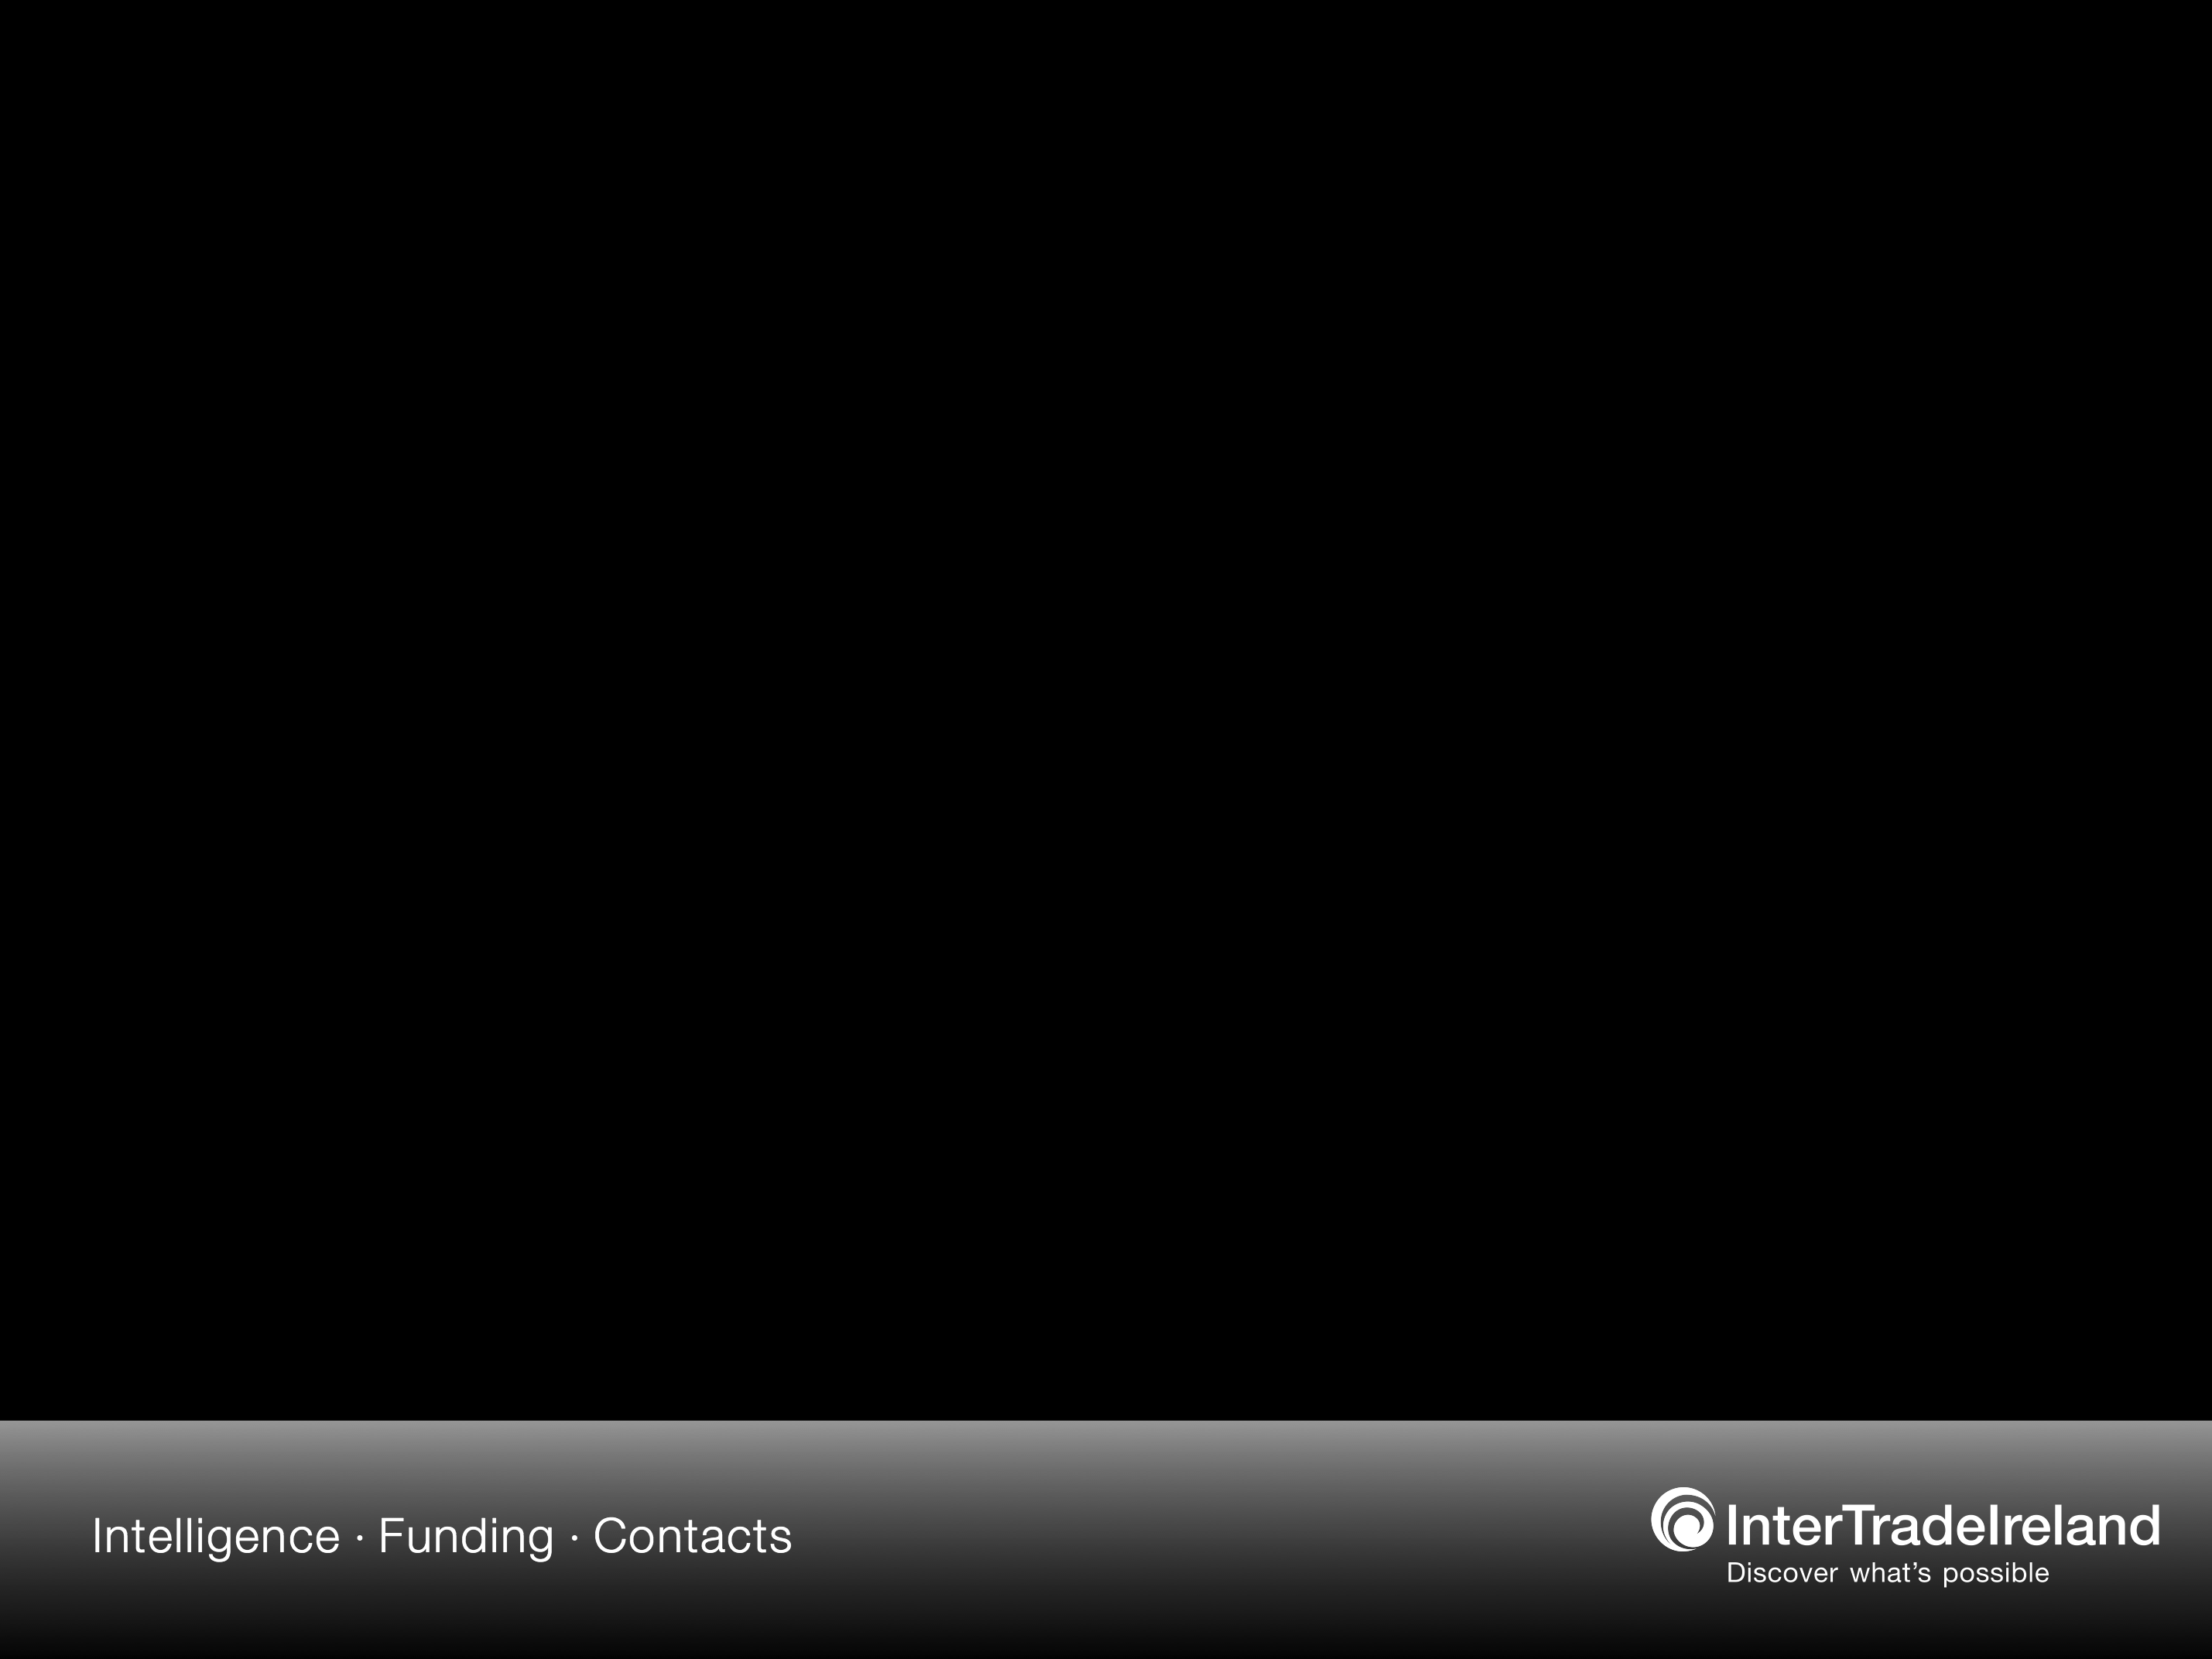 Intelligence · Funding · Contacts
InterTradeIreland
Discover what's possible